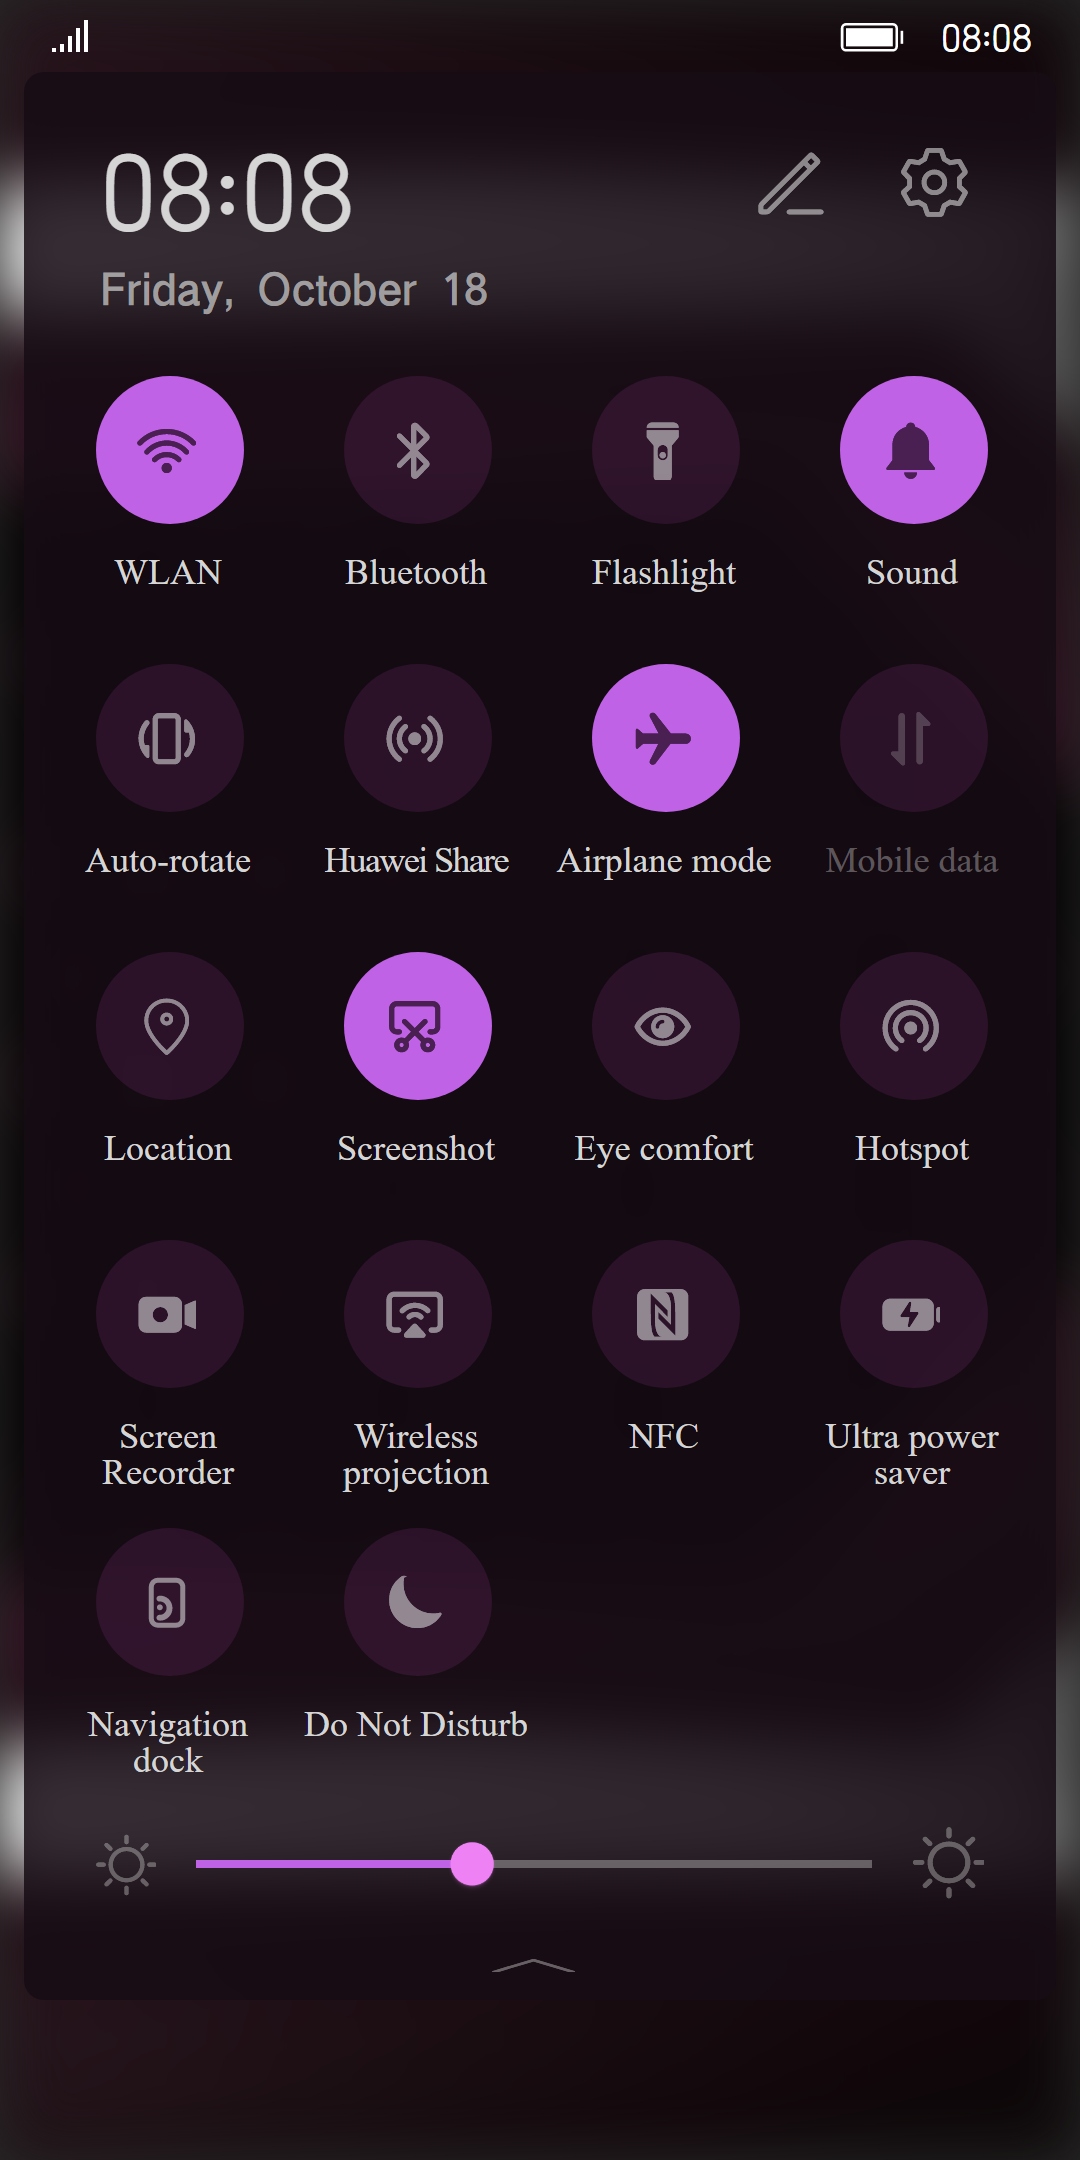 08:08
08:08
Friday, October 18
WLAN
Bluetooth
Flashlight
Sound
Auto-rotate
Huawei Share
Airplane mode
Mobile data
Location
Screenshot
Eye comfort
Hotspot
Screen
Recorder
Wireless
projection
NFC
Ultra power
saver
Navigation
dock
Do Not Disturb